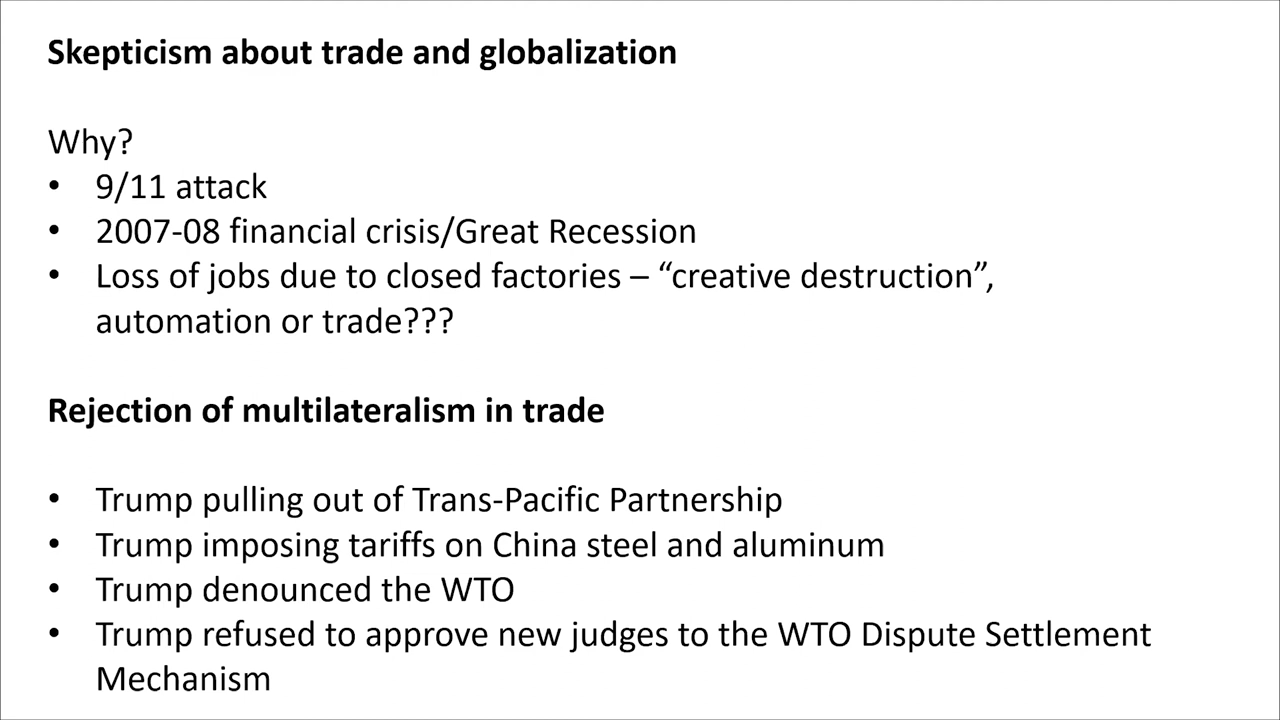 Skepticism about trade and globalization
Why?
• 9/11 attack
• 2007-08 financial crisis/Great Recession
• Loss of jobs due to closed factories – “creative destruction”,
automation or trade???
Rejection of multilateralism in trade
• Trump pulling out of Trans-Pacific Partnership
• Trump imposing tariffs on China steel and aluminum
• Trump denounced the WTO
• Trump refused to approve new judges to the WTO Dispute Settlement
Mechanism